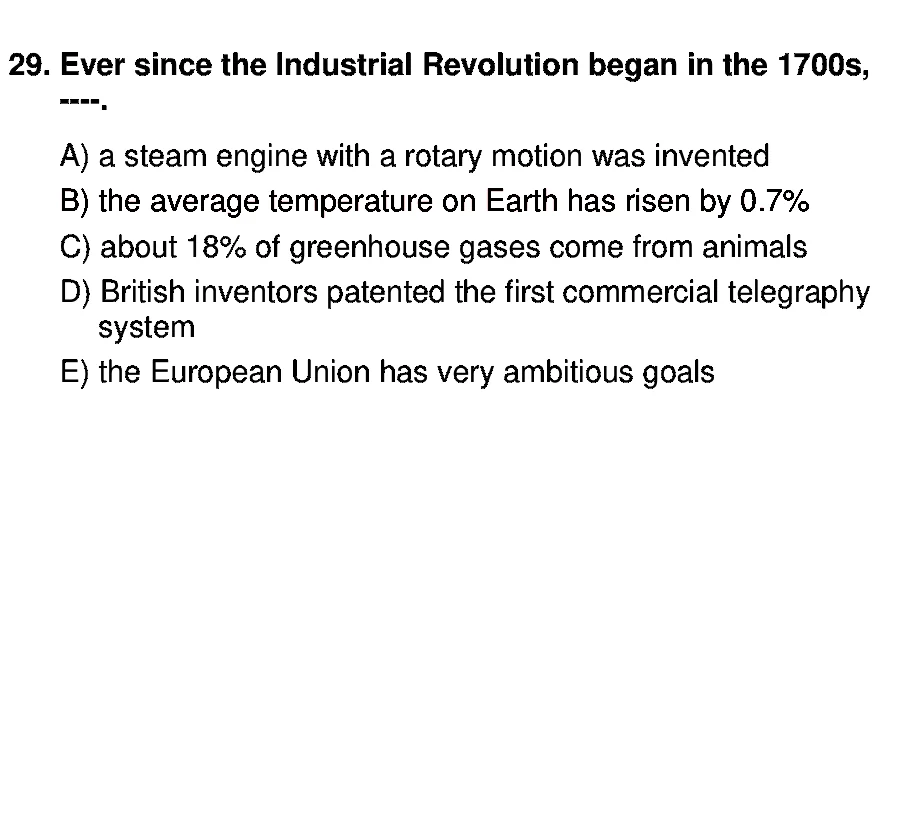 29. Ever since the Industrial Revolution began in the 1700s,
----.
A) a steam engine with a rotary motion was invented
B) the average temperature on Earth has risen by 0.7%
C) about 18% of greenhouse gases come from animals
D) British inventors patented the first commercial telegraphy
system
E) the European Union has very ambitious goals